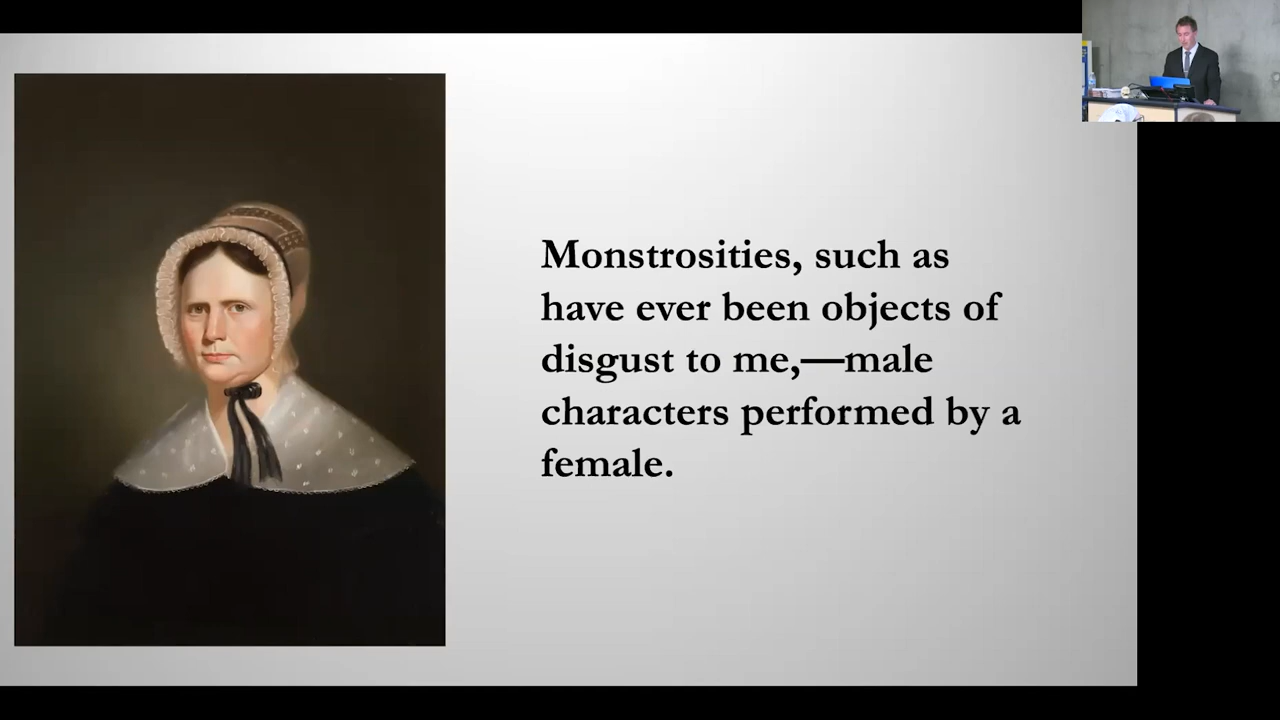 Monstrosities, such as
have ever been objects of
disgust to me,—male
characters performed by a
female.